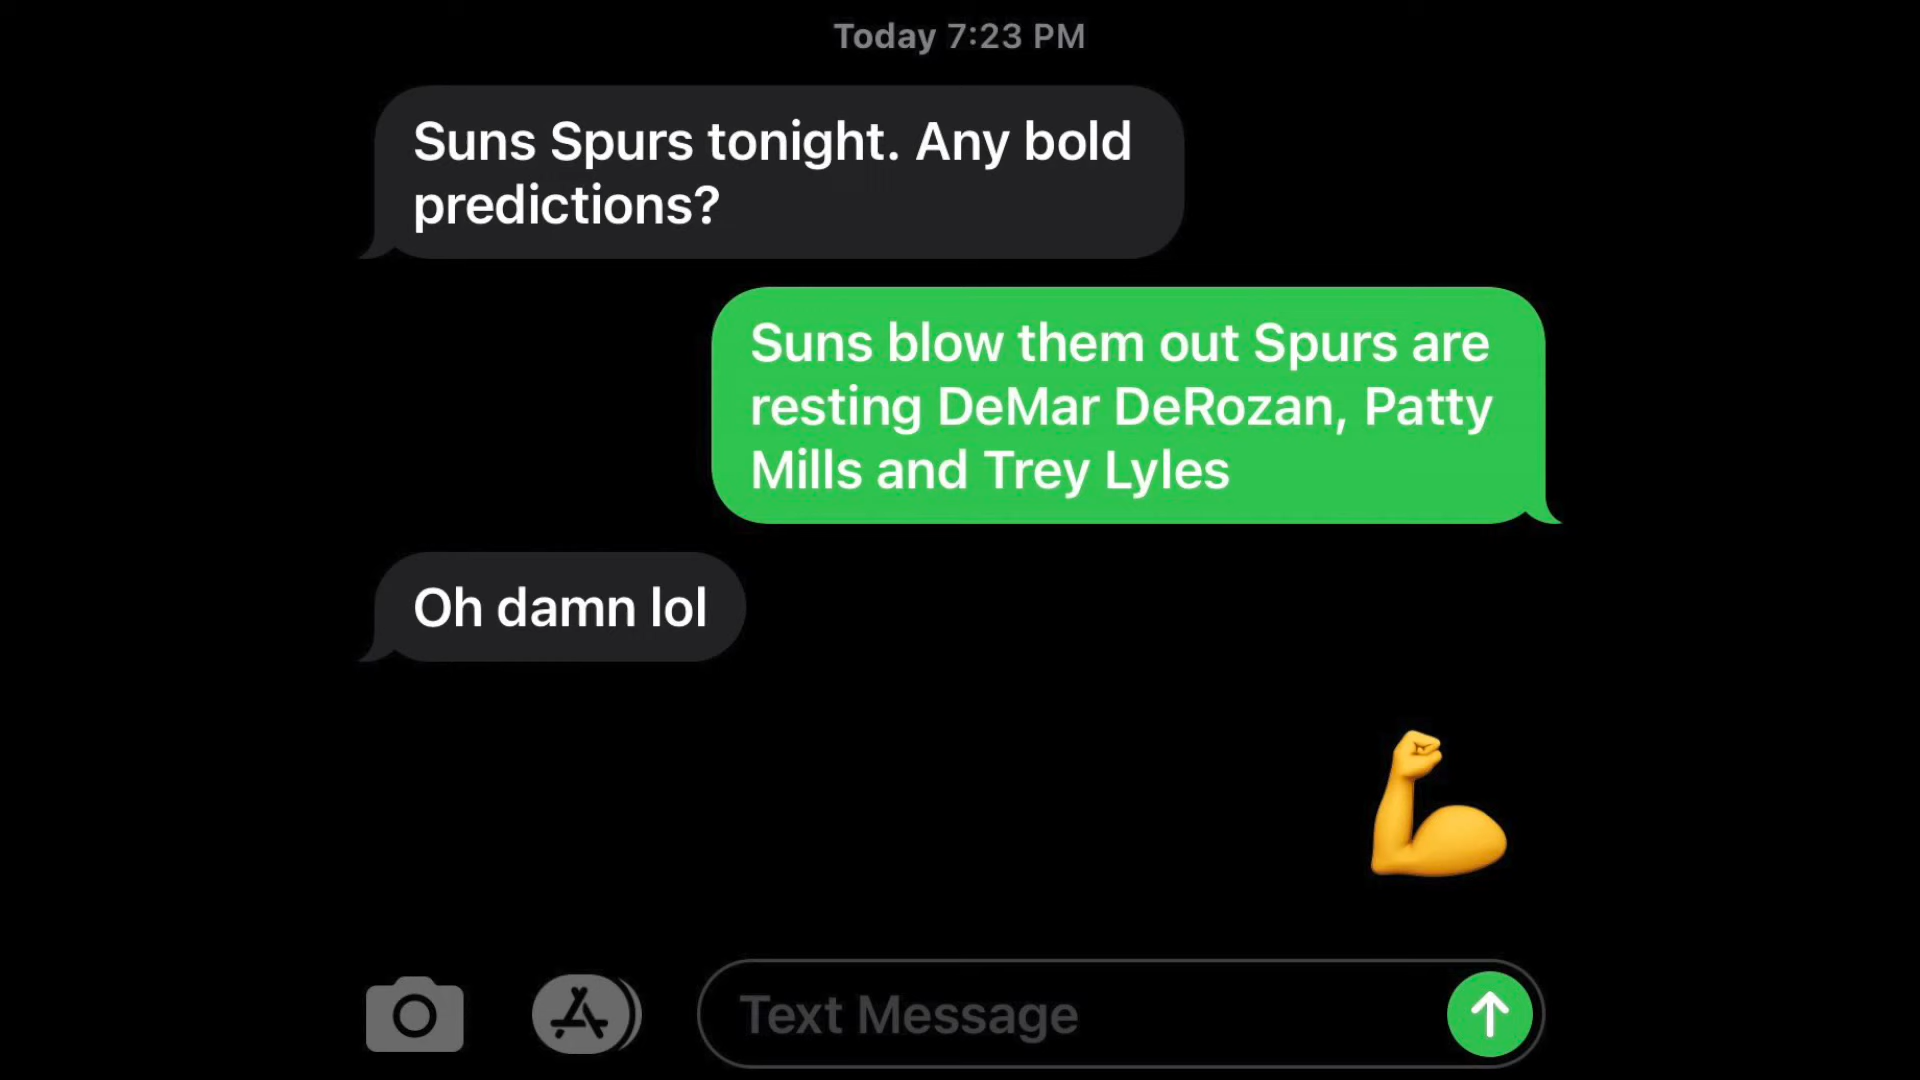 Today 7:23 PM
Suns Spurs tonight. Any bold
predictions?
Suns blow them out Spurs are
resting DeMar DeRozan, Patty
Mills and Trey Lyles
Oh damn lol
💪
Text Message